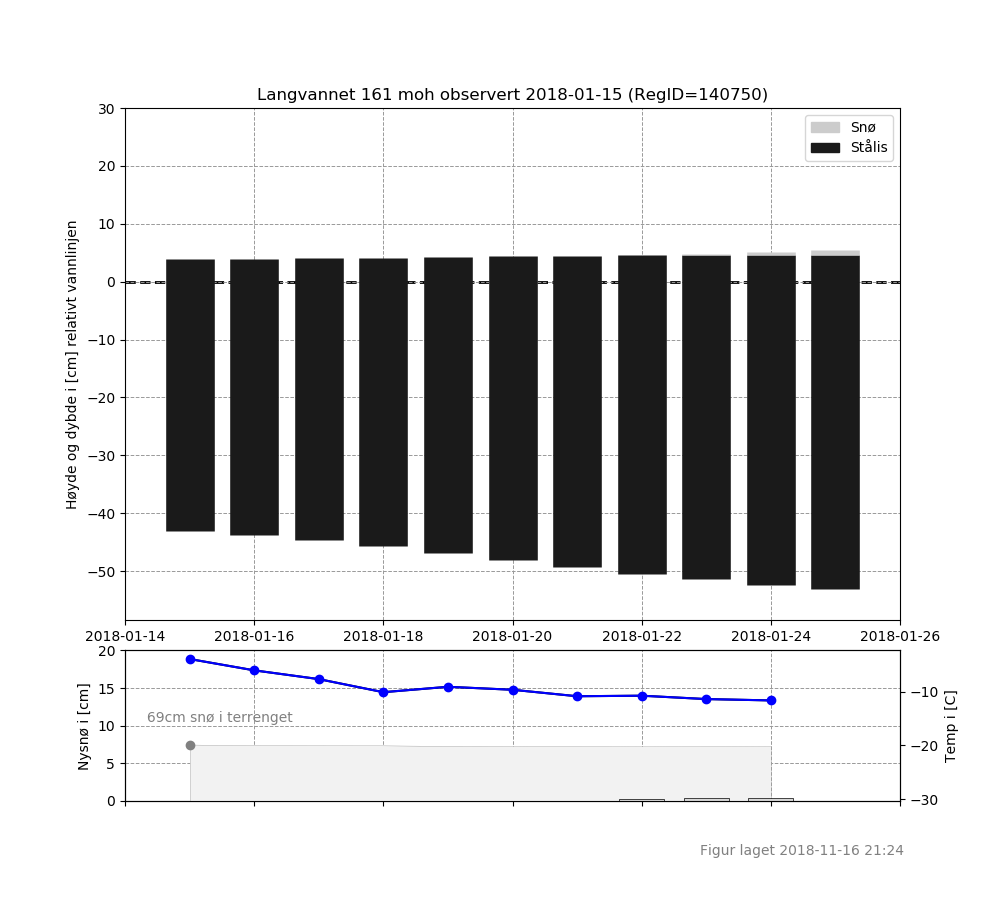 Langvannet 161 moh observert 2018-01-15 (RegID=140750)
Snø
Stålis
Høyde og dybde i [cm] relativt vannlinjen
30
20
10
0
−10
−20
−30
−40
−50
2018-01-14 2018-01-16 2018-01-18 2018-01-20 2018-01-22 2018-01-24 2018-01-26
Nysnø i [cm]
20
15
10
5
0
69cm snø i terrenget
−10
−20
−30
Temp i [C]
Figur laget 2018-11-16 21:24